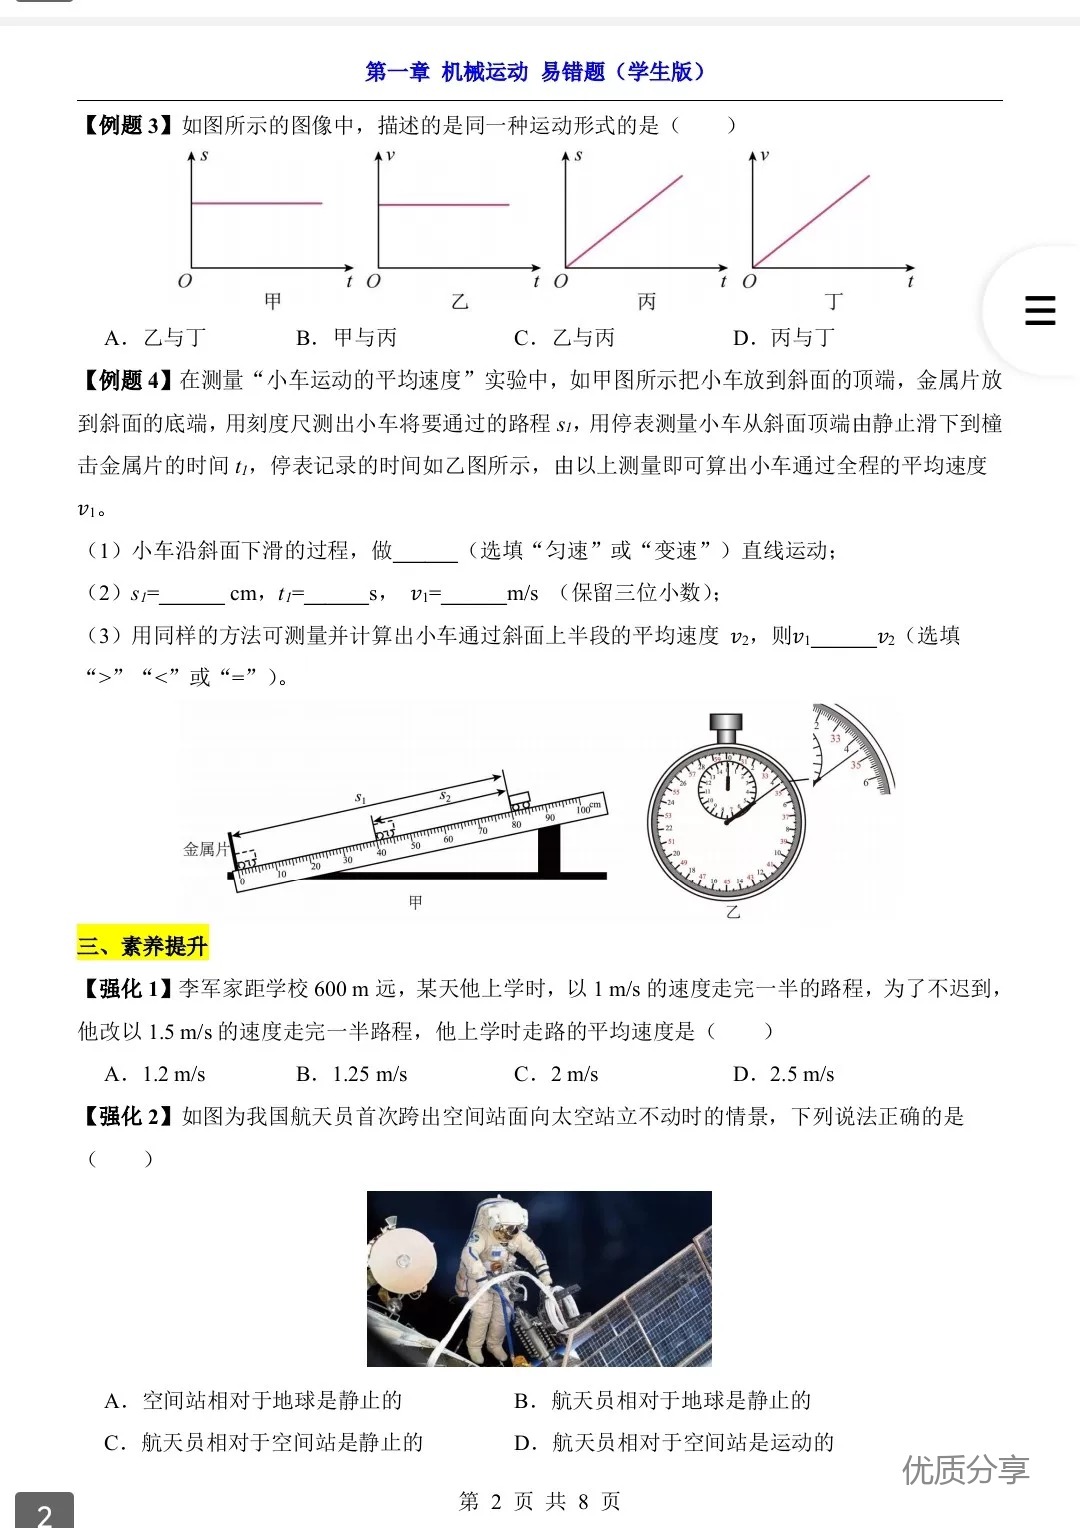 第一章 机械运动 易错题（学生版）
【例题 3】如图所示的图像中，描述的是同一种运动形式的是（　　）
s v s v
O t O t O t O t
甲 乙 丙 丁
A．乙与丁 B．甲与丙 C．乙与丙 D．丙与丁
【例题 4】在测量“小车运动的平均速度”实验中，如甲图所示把小车放到斜面的顶端，金属片放
到斜面的底端，用刻度尺测出小车将要通过的路程 s1，用停表测量小车从斜面顶端由静止滑下到橦
击金属片的时间 t1，停表记录的时间如乙图所示，由以上测量即可算出小车通过全程的平均速度
v1。
（1）小车沿斜面下滑的过程，做______（选填“匀速”或“变速”）直线运动；
（2）s1=______ cm，t1=______s， v1=______m/s （保留三位小数）；
（3）用同样的方法可测量并计算出小车通过斜面上半段的平均速度 v2，则v1______v2（选填
“>”“<”或“=”）。
s1 s2
金属片
0 10 20 30 40 50 60 70 80 90 100 cm
甲
2 33 4 35 6
乙
三、素养提升
【强化 1】李军家距学校 600 m 远，某天他上学时，以 1 m/s 的速度走完一半的路程，为了不迟到，
他改以 1.5 m/s 的速度走完一半路程，他上学时走路的平均速度是（　　）
A．1.2 m/s B．1.25 m/s C．2 m/s D．2.5 m/s
【强化 2】如图为我国航天员首次跨出空间站面向太空站立不动时的情景，下列说法正确的是
（　　）
A．空间站相对于地球是静止的 B．航天员相对于地球是静止的
C．航天员相对于空间站是静止的 D．航天员相对于空间站是运动的
优质分享
第 2 页 共 8 页
2